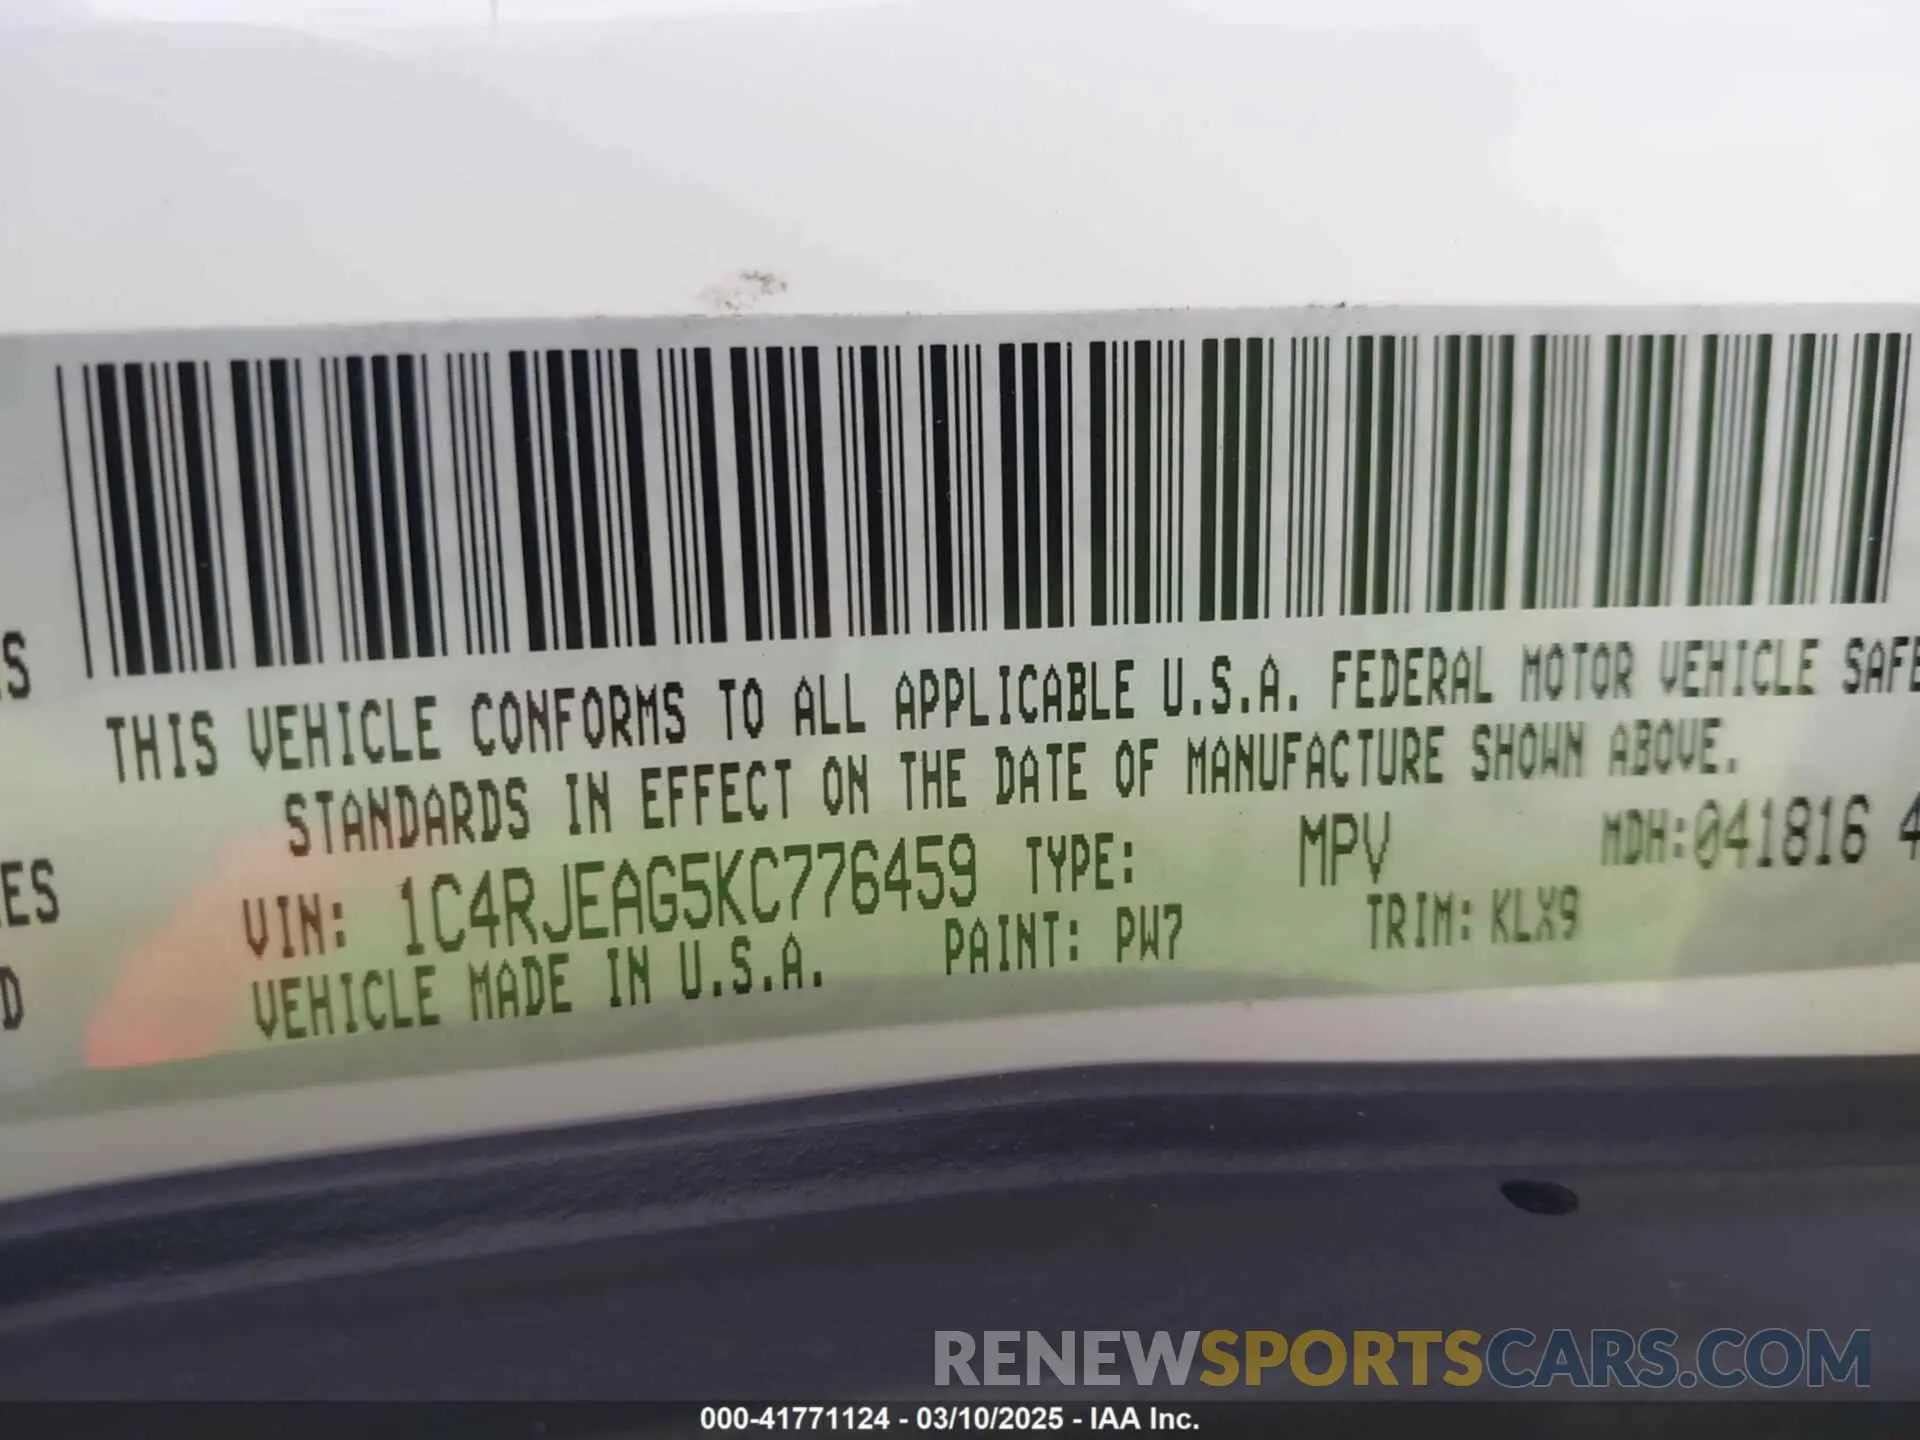 THIS VEHICLE CONFORMS TO ALL APPLICABLE U.S.A. FEDERAL MOTOR VEHICLE SAFE
STANDARDS IN EFFECT ON THE DATE OF MANUFACTURE SHOWN ABOVE.
VIN: 1C4RJEAG5KC776459 TYPE: MPV MDH:041816 4
VEHICLE MADE IN U.S.A. PAINT: PW7 TRIM: KLX9
S
ES
D
RENEWSPORTSCARS.COM
000-41771124 - 03/10/2025 - IAA Inc.